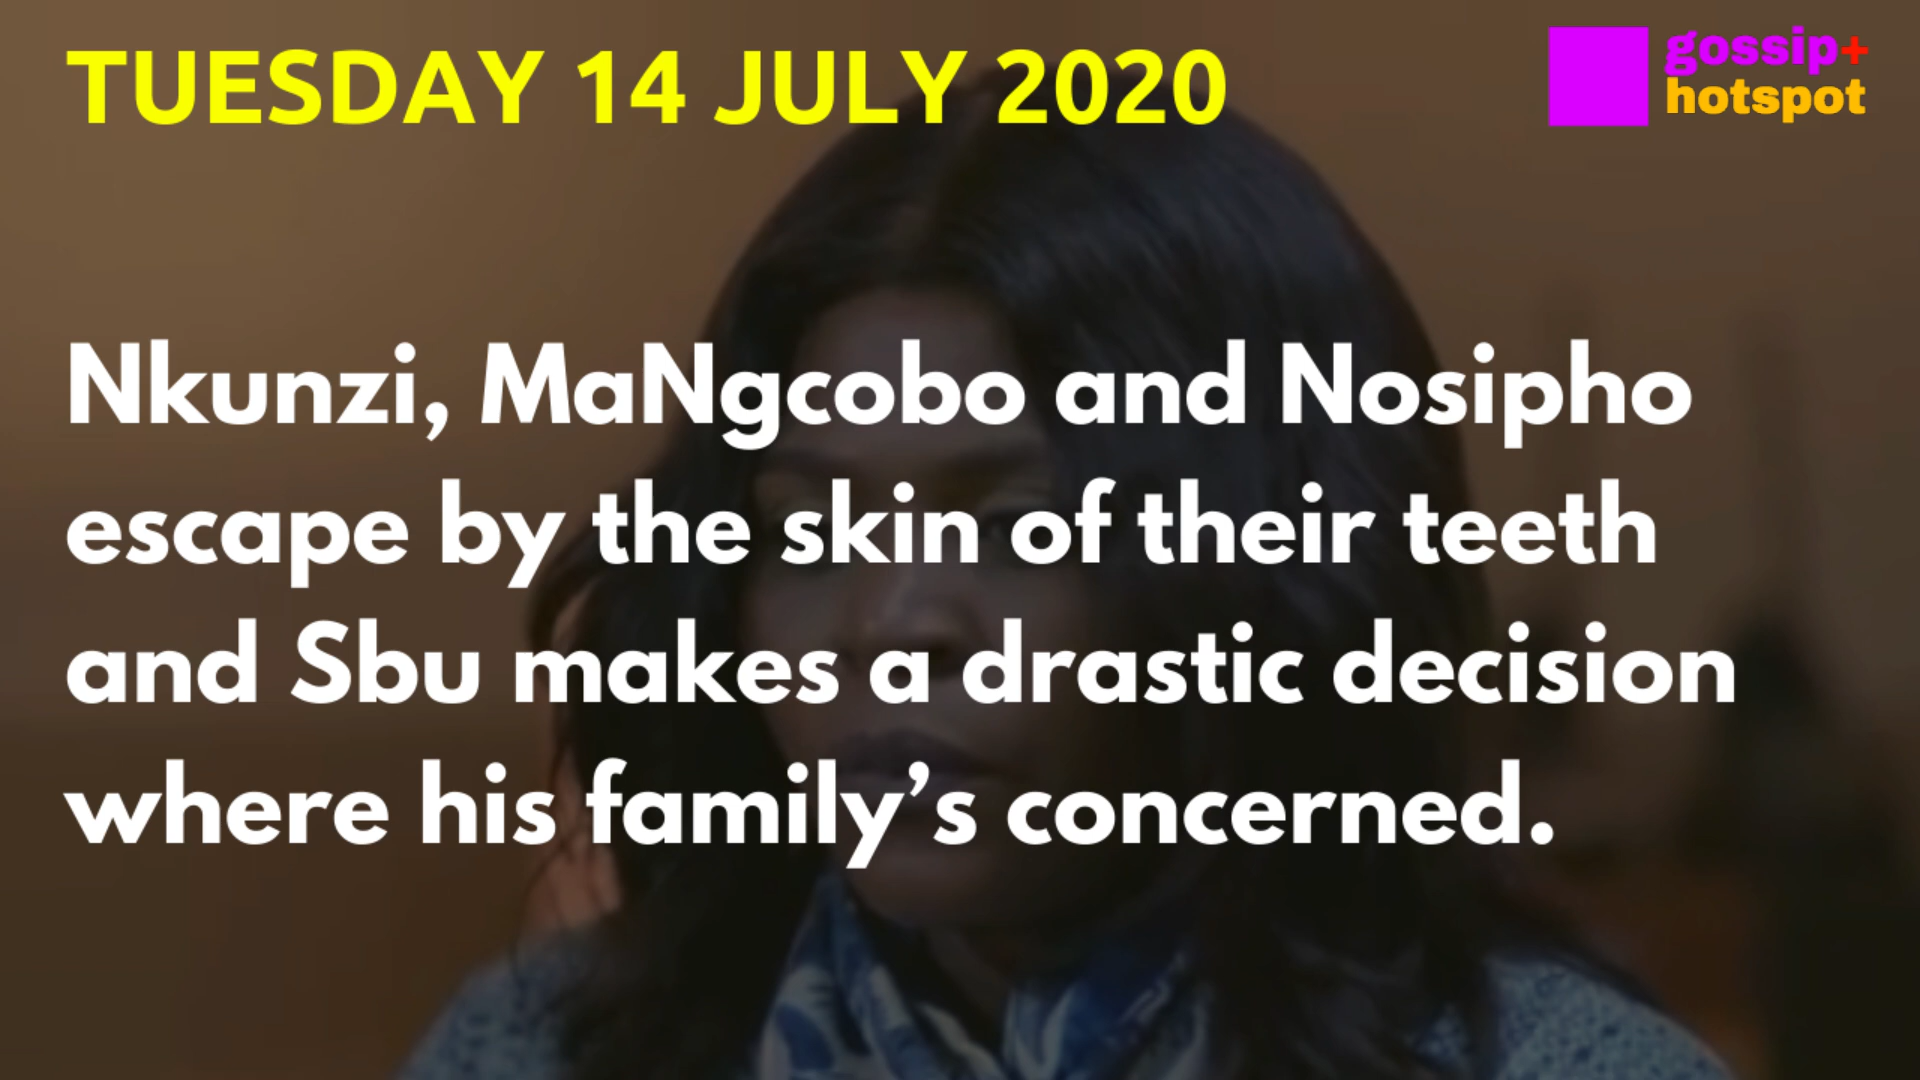 TUESDAY 14 JULY 2020
gossip+
hotspot
Nkunzi, MaNgcobo and Nosipho
escape by the skin of their teeth
and Sbu makes a drastic decision
where his family’s concerned.